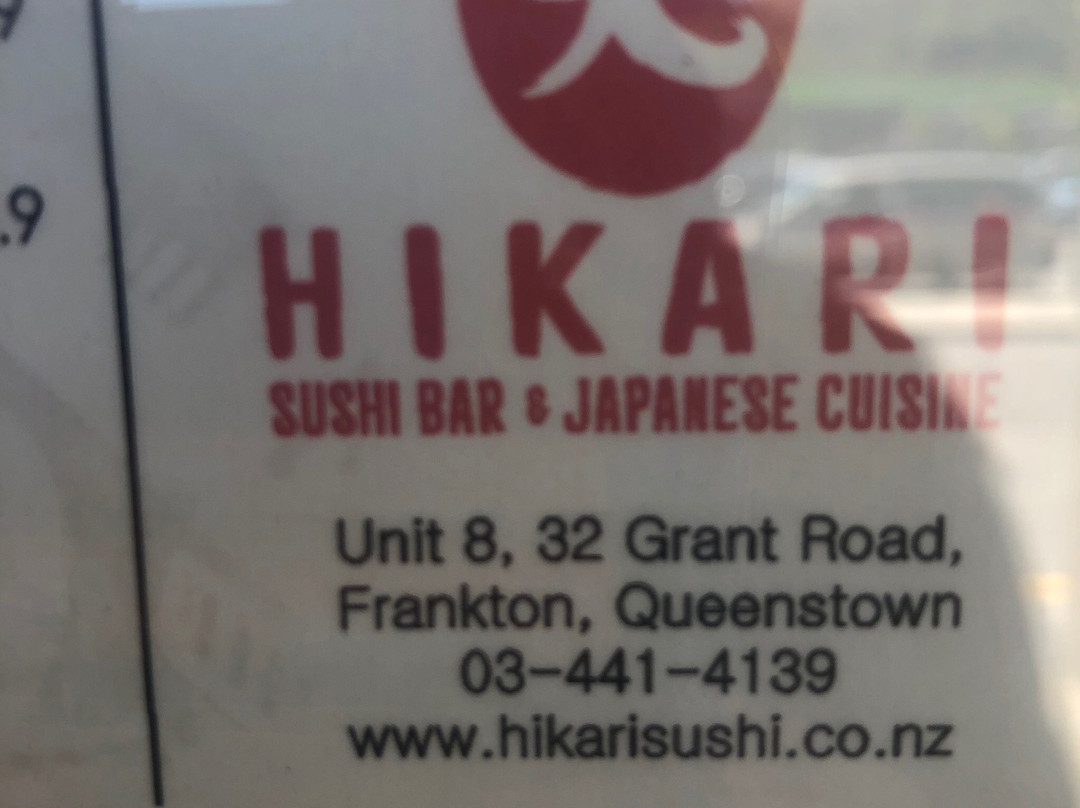 .9
HIKARI
SUSHI BAR & JAPANESE CUISINE
Unit 8, 32 Grant Road,
Frankton, Queenstown
03-441-4139
www.hikarisushi.co.nz